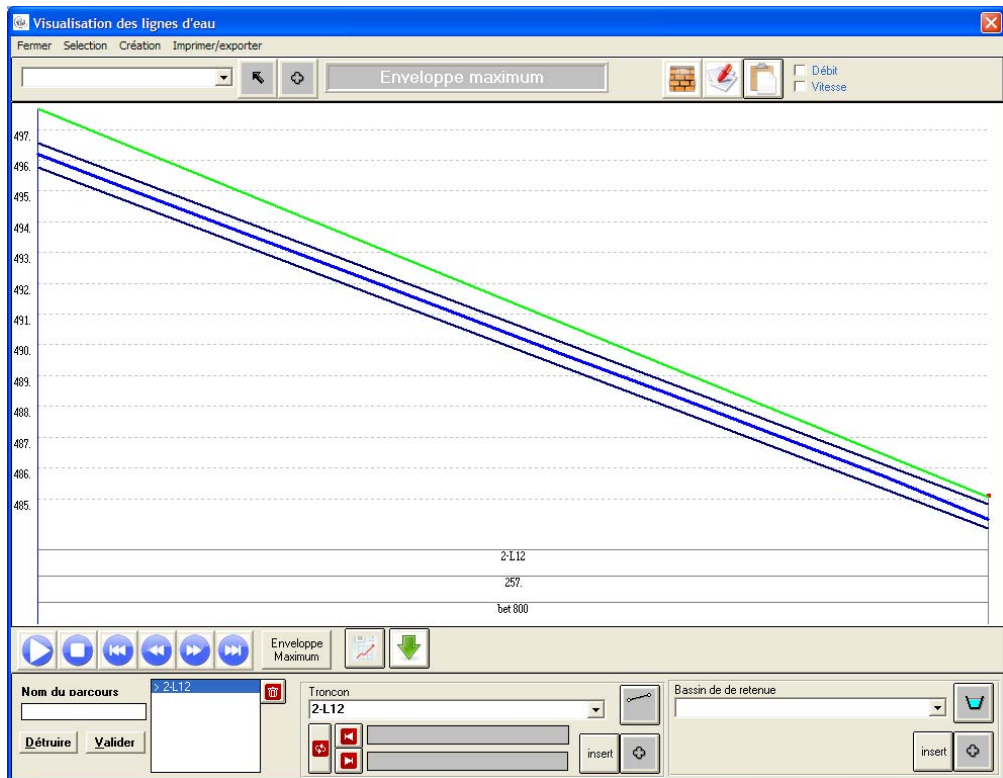 Visualisation des lignes d'eau
Fermer Selection Création Imprimer/exporter
Enveloppe maximum
Débit
Vitesse
497.
496.
495.
494.
493.
492.
491.
490.
489.
488.
487.
486.
485.
2-L12
257.
bet 800
Enveloppe
Maximum
Nom du parcours
> 2-L12
Détruire Valider
Troncon
2-L12
insert
Bassin de de retenue
insert